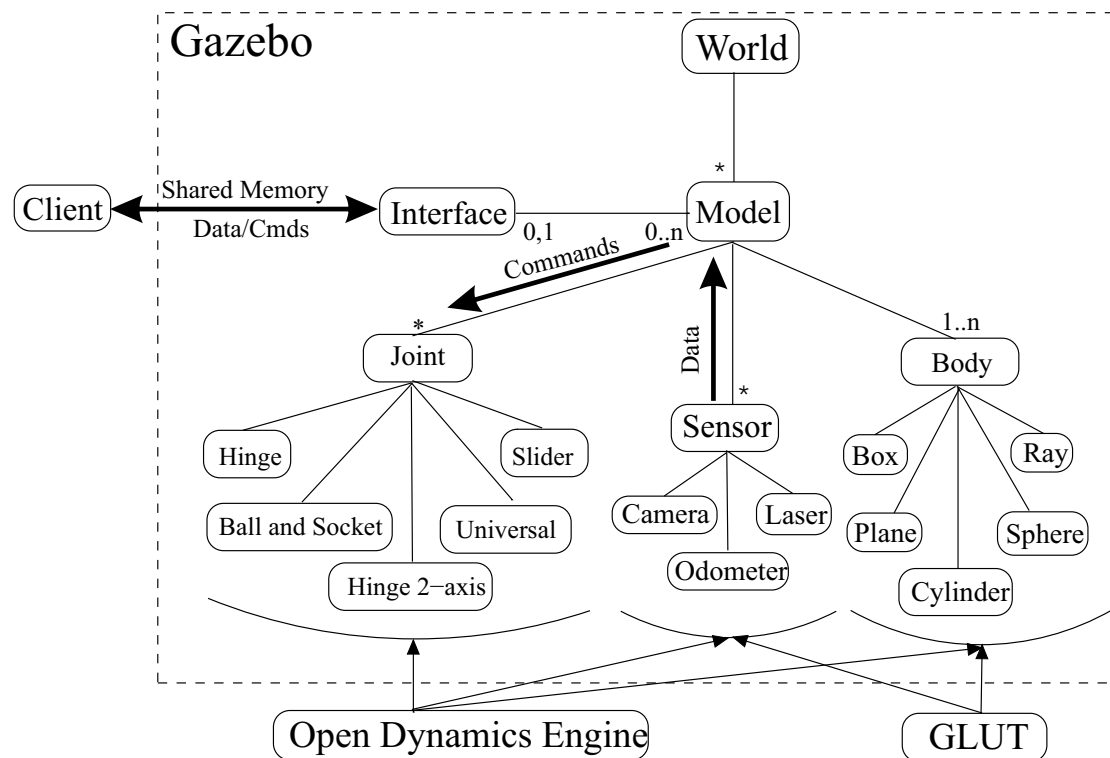 Gazebo
World
*
Client
Shared Memory
Data/Cmds
Interface
Model
0,1
0..n
Commands
Data
*
Joint
*
Sensor
1..n
Body
Hinge
Slider
Ball and Socket
Universal
Hinge 2−axis
Camera
Laser
Odometer
Box
Ray
Plane
Sphere
Cylinder
Open Dynamics Engine
GLUT